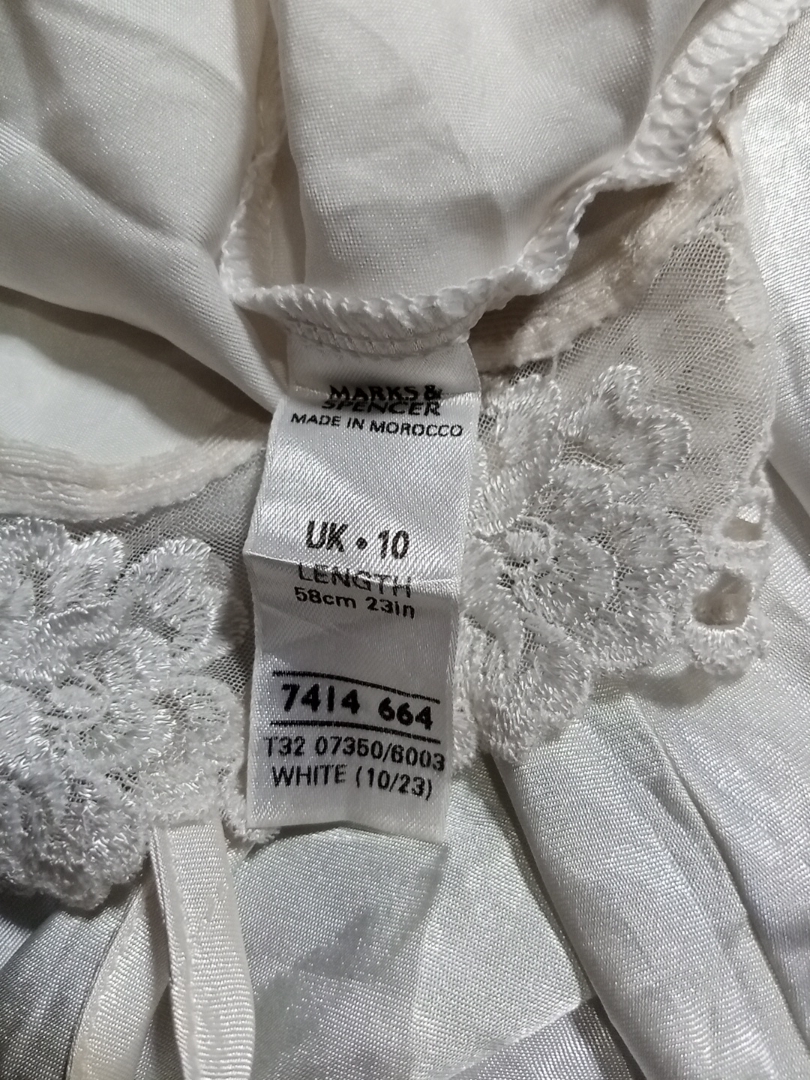 MARKS &
SPENCER
MADE IN MOROCCO
UK • 10
LENGTH
58cm 23in
7414 664
T32 07350/6003
WHITE (10/23)